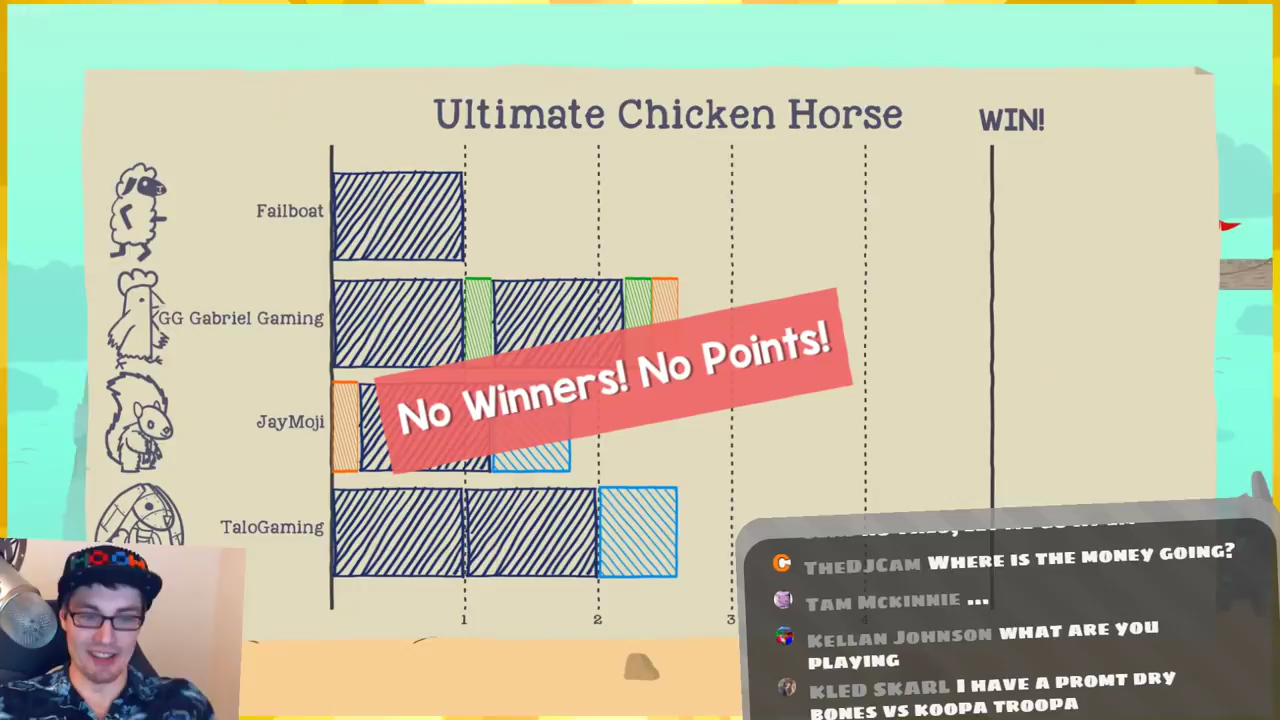 Ultimate Chicken Horse
WIN!
Failboat
GG Gabriel Gaming
No Winners! No Points!
JayMoji
TaloGaming
1
2
3
4
TheDJCam Where is the money going?
Tam Mckinnie ...
Kellan Johnson what are you
playing
Kled Skarl I have a promt dry
bones vs koopa troopa